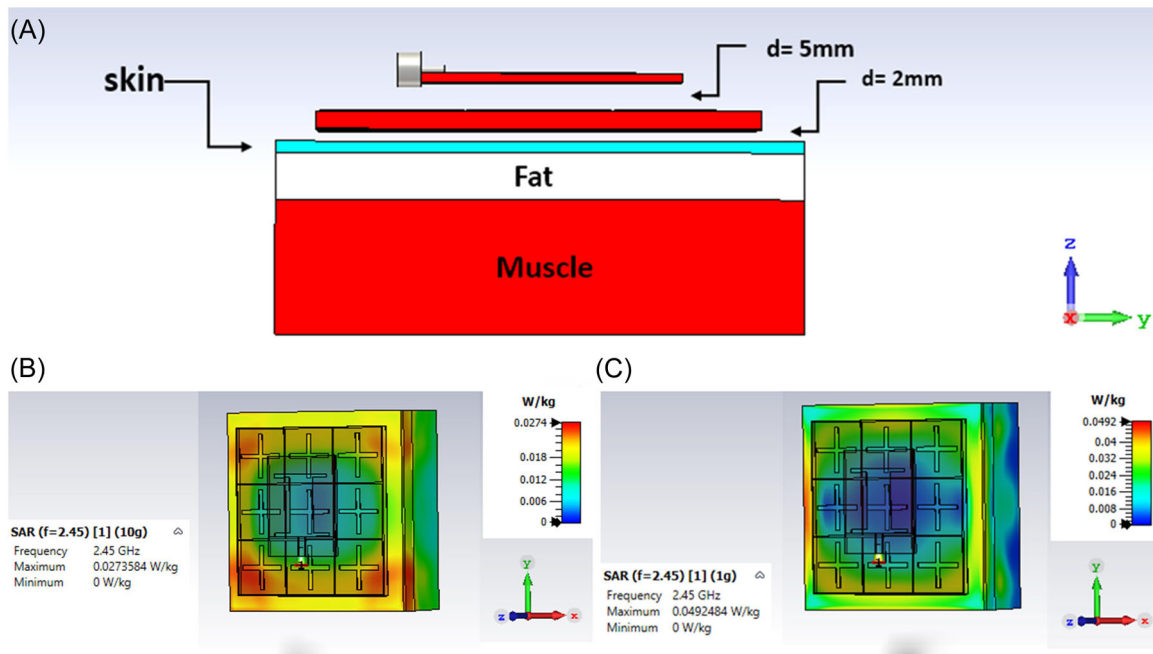 (A)
d= 5mm
skin
d= 2mm
Fat
Muscle
z
x
y
(B)
W/kg
0.0274
0.024
0.018
0.012
0.006
0
SAR (f=2.45) [1] (10g)
Frequency 2.45 GHz
Maximum 0.0273584 W/kg
Minimum 0 W/kg
y
z
x
(C)
W/kg
0.0492
0.04
0.032
0.024
0.016
0.008
0
SAR (f=2.45) [1] (1g)
Frequency 2.45 GHz
Maximum 0.0492484 W/kg
Minimum 0 W/kg
y
z
x